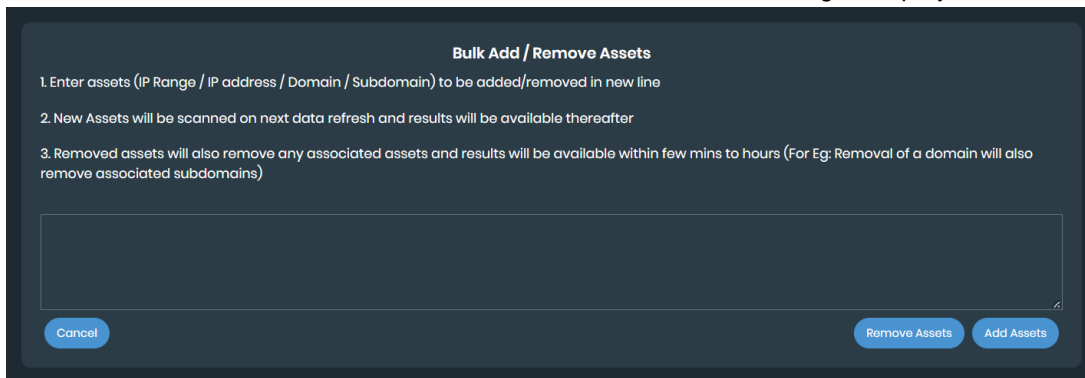 Bulk Add / Remove Assets
1. Enter assets (IP Range / IP address / Domain / Subdomain) to be added/removed in new line
2. New Assets will be scanned on next data refresh and results will be available thereafter
3. Removed assets will also remove any associated assets and results will be available within few mins to hours (For Eg: Removal of a domain will also
remove associated subdomains)
Cancel
Remove Assets
Add Assets